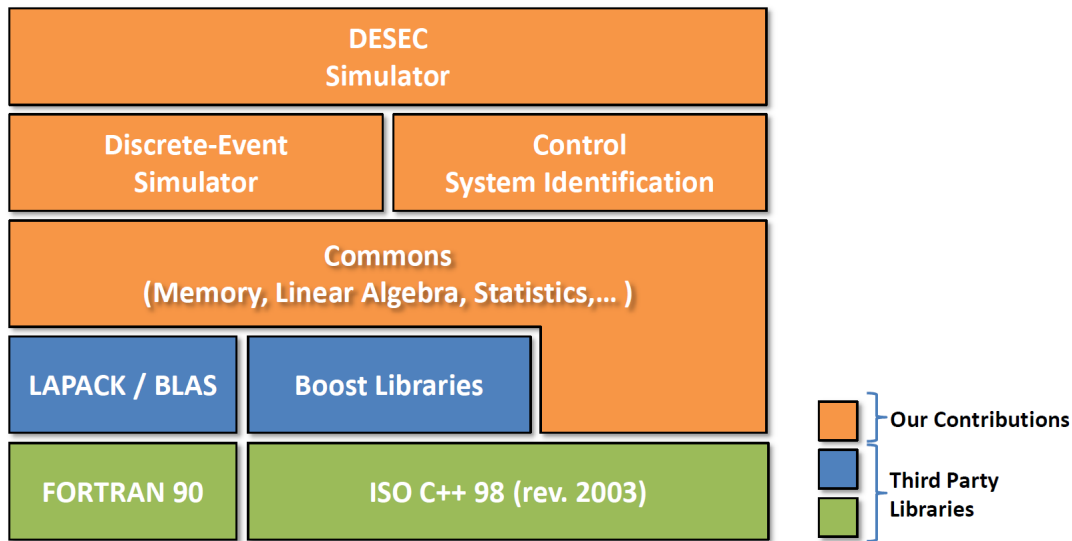 DESEC
Simulator
Discrete-Event
Simulator
Control
System Identification
Commons
(Memory, Linear Algebra, Statistics,... )
LAPACK / BLAS
Boost Libraries
FORTRAN 90
ISO C++ 98 (rev. 2003)
Our Contributions
Third Party
Libraries